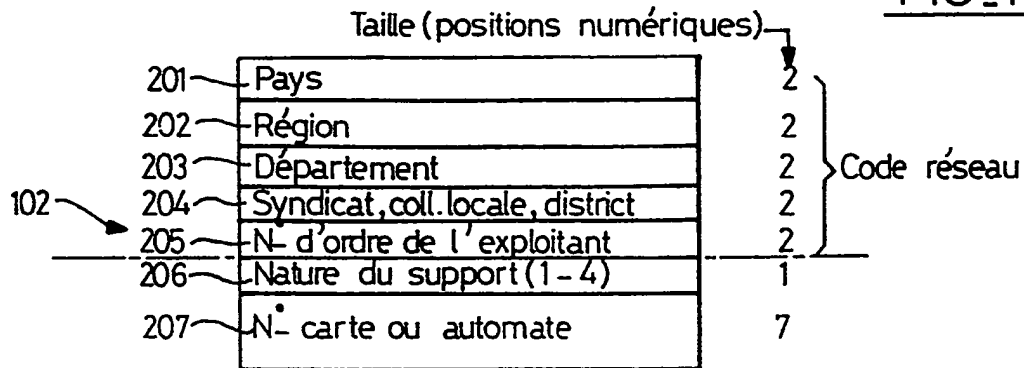 Taille (positions numériques)
201 Pays 2
202 Région 2
203 Département 2
Code réseau
102
204 Syndicat, coll. locale, district 2
205 N° d'ordre de l'exploitant 2
206 Nature du support (1-4) 1
207 N° carte ou automate 7